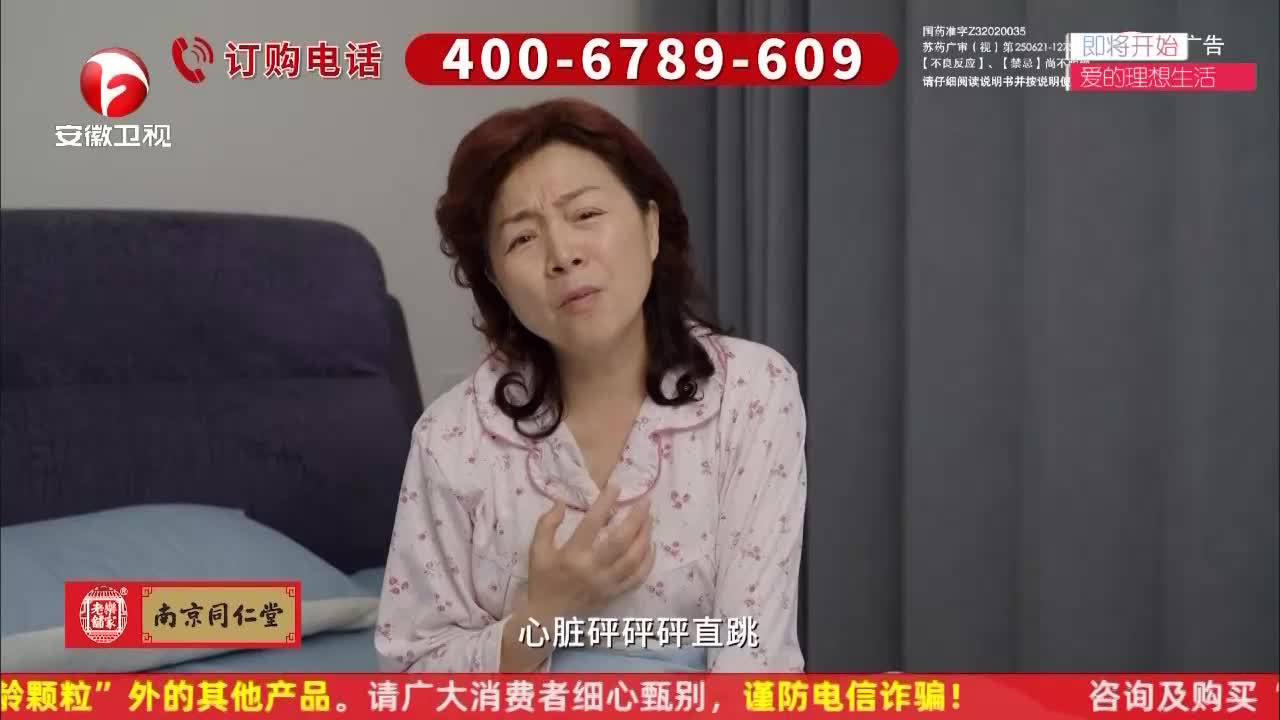 订购电话 400-6789-609
国药准字Z32020035
苏药广审（视）第250621-12
【不良反应】、【禁忌】尚不
请仔细阅读说明书并按说明
即将开始
广告
爱的理想生活
安徽卫视
老铺
樂家
南京同仁堂
心脏砰砰砰直跳
龄颗粒”外的其他产品。请广大消费者细心甄别，谨防电信诈骗！ 咨询及购买